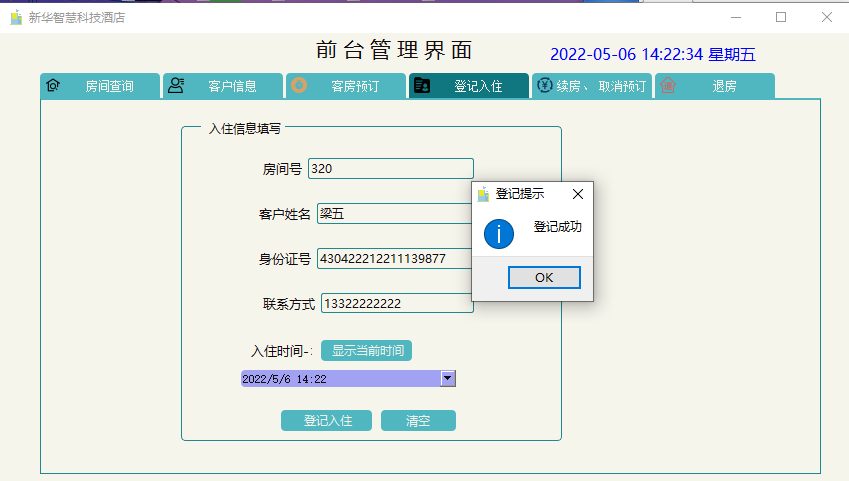 新华智慧科技酒店
前台管理界面
2022-05-06 14:22:34 星期五
房间查询 客户信息 客房预订 登记入住 续房、 取消预订 退房
入住信息填写
房间号 320
登记提示
客户姓名 梁五
登记成功
身份证号 430422212211139877
OK
联系方式 13322222222
入住时间-: 显示当前时间
2022/5/6 14:22
登记入住 清空